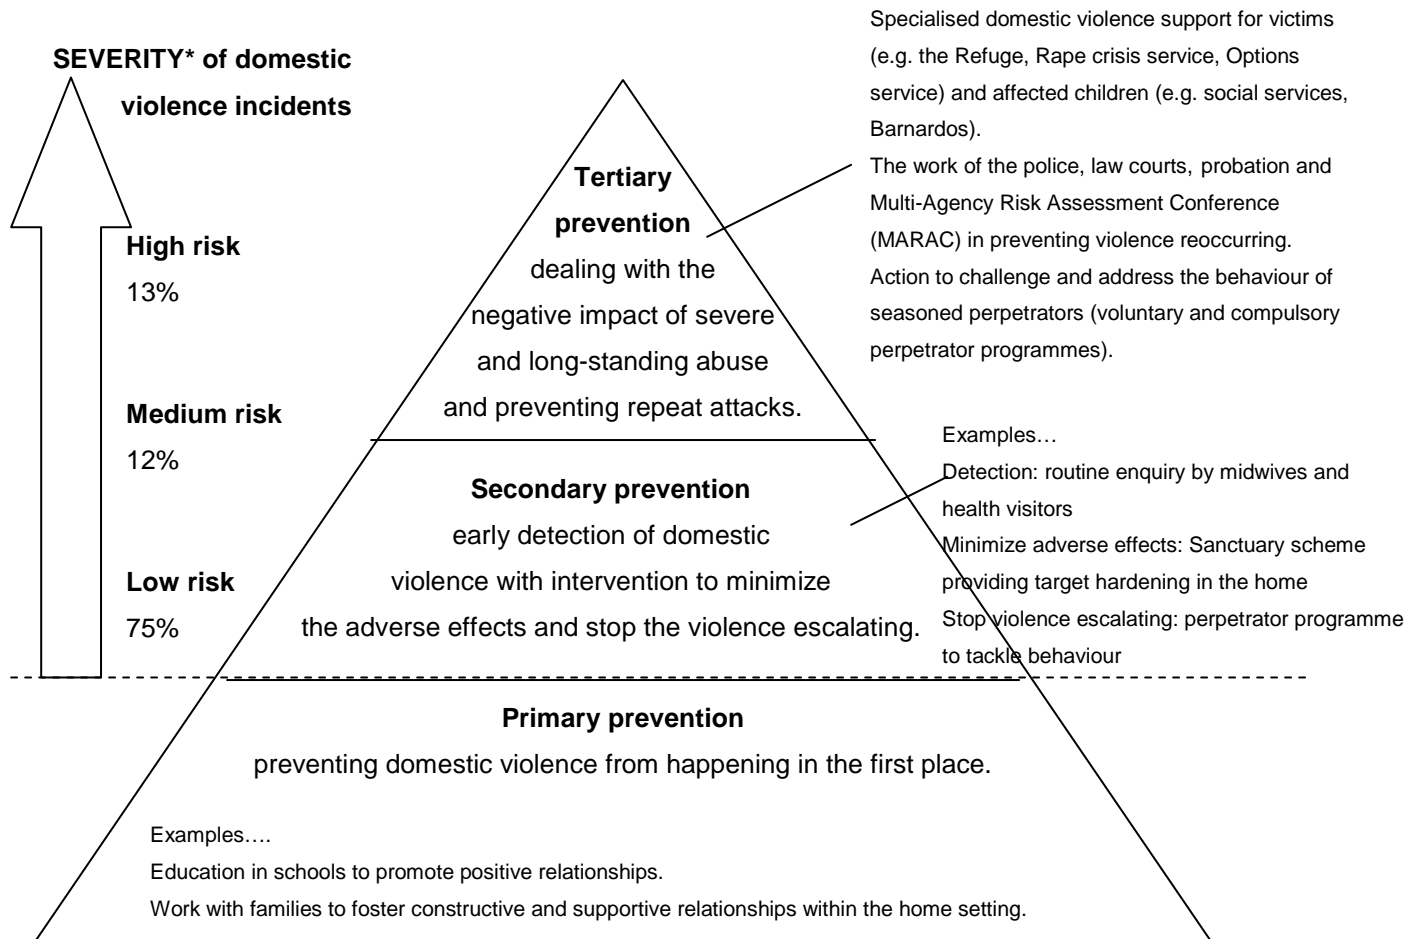 SEVERITY* of domestic
violence incidents
High risk
13%
Medium risk
12%
Low risk
75%
Tertiary
prevention
dealing with the
negative impact of severe
and long-standing abuse
and preventing repeat attacks.
Specialised domestic violence support for victims
(e.g. the Refuge, Rape crisis service, Options
service) and affected children (e.g. social services,
Barnardos).
The work of the police, law courts, probation and
Multi-Agency Risk Assessment Conference
(MARAC) in preventing violence reoccurring.
Action to challenge and address the behaviour of
seasoned perpetrators (voluntary and compulsory
perpetrator programmes).
Secondary prevention
early detection of domestic
violence with intervention to minimize
the adverse effects and stop the violence escalating.
Examples…
Detection: routine enquiry by midwives and
health visitors
Minimize adverse effects: Sanctuary scheme
providing target hardening in the home
Stop violence escalating: perpetrator programme
to tackle behaviour
Primary prevention
preventing domestic violence from happening in the first place.
Examples….
Education in schools to promote positive relationships.
Work with families to foster constructive and supportive relationships within the home setting.